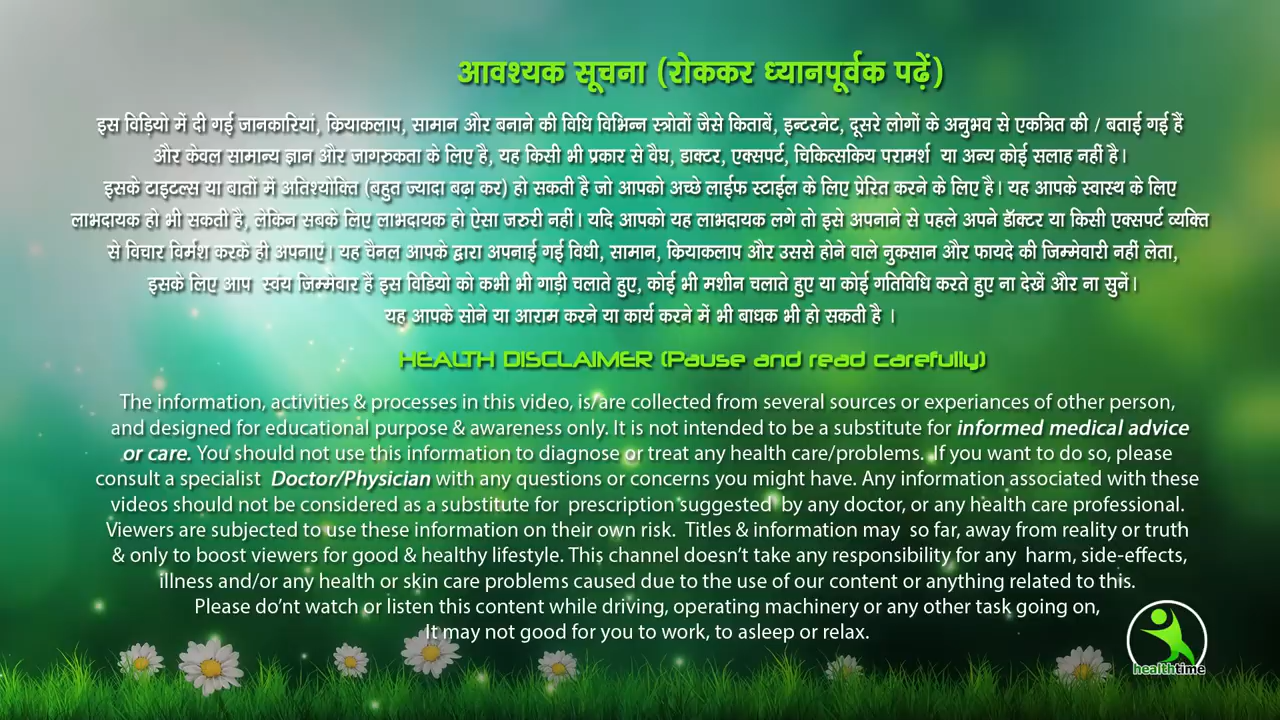 आवश्यक सूचना (रोककर ध्यानपूर्वक पढ़ें)
इस विड़ियो में दी गई जानकारियां, क्रियाकलाप, सामान और बनाने की विधि विभिन्न स्त्रोतों जैसे किताबें, इन्टरनेट, दूसरे लोगों के अनुभव से एकत्रित की / बताई गई हैं
और केवल सामान्य ज्ञान और जागरुकता के लिए है, यह किसी भी प्रकार से वैघ, डाक्टर, एक्सपर्ट, चिकित्सकिय परामर्श या अन्य कोई सलाह नहीं है।
इसके टाइटल्स या बातों में अतिश्योक्ति (बहुत ज्यादा बढ़ा कर) हो सकती है जो आपको अच्छे लाईफ स्टाईल के लिए प्रेरित करने के लिए है। यह आपके स्वास्थ के लिए
लाभदायक हो भी सकती है, लेकिन सबके लिए लाभदायक हो ऐसा जरुरी नहीं। यदि आपको यह लाभदायक लगे तो इसे अपनाने से पहले अपने डॉक्टर या किसी एक्सपर्ट व्यक्ति
से विचार विर्मश करके ही अपनाएं। यह चैनल आपके द्वारा अपनाई गई विधी, सामान, क्रियाकलाप और उससे होने वाले नुकसान और फायदे की जिम्मेवारी नहीं लेता,
इसके लिए आप स्वंय जिम्मेवार हैं इस विडियो को कभी भी गाड़ी चलाते हुए, कोई भी मशीन चलाते हुए या कोई गतिविधि करते हुए ना देखें और ना सुनें।
यह आपके सोने या आराम करने या कार्य करने में भी बाधक भी हो सकती है ।
HEALTH DISCLAIMER (Pause and read carefully)
The information, activities & processes in this video, is/are collected from several sources or experiances of other person,
and designed for educational purpose & awareness only. It is not intended to be a substitute for informed medical advice
or care. You should not use this information to diagnose or treat any health care/problems. If you want to do so, please
consult a specialist Doctor/Physician with any questions or concerns you might have. Any information associated with these
videos should not be considered as a substitute for prescription suggested by any doctor, or any health care professional.
Viewers are subjected to use these information on their own risk. Titles & information may so far, away from reality or truth
& only to boost viewers for good & healthy lifestyle. This channel doesn't take any responsibility for any harm, side-effects,
illness and/or any health or skin care problems caused due to the use of our content or anything related to this.
Please do'nt watch or listen this content while driving, operating machinery or any other task going on,
It may not good for you to work, to asleep or relax.
healthtime